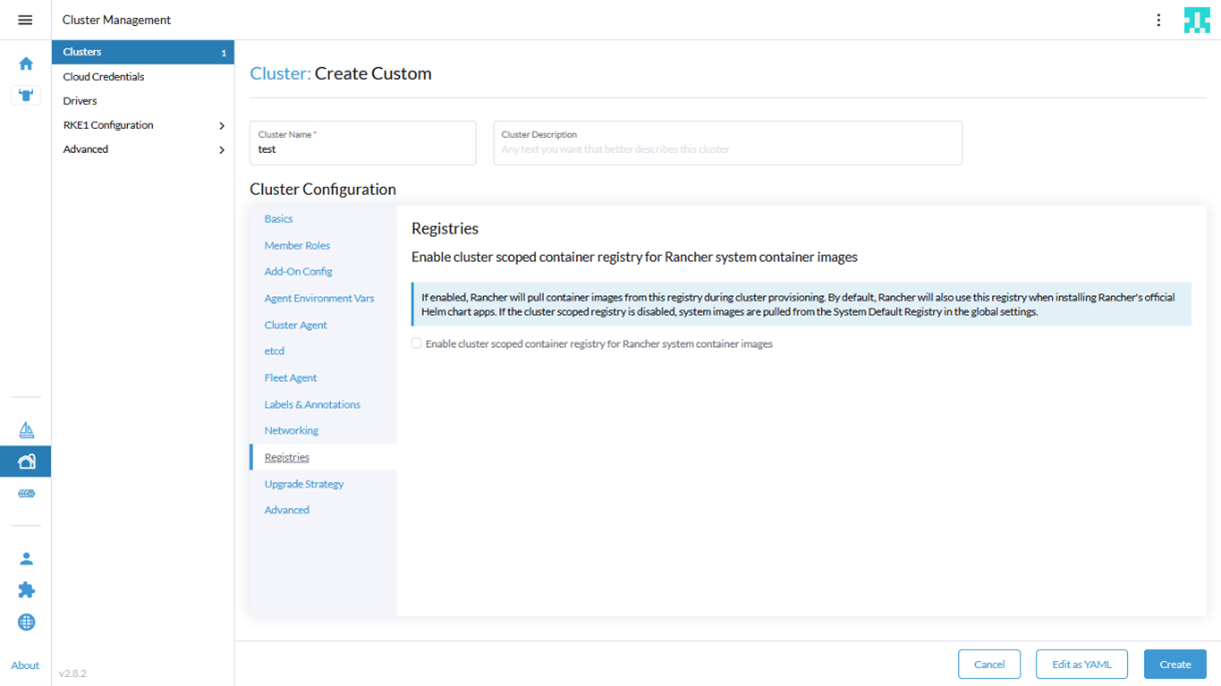 Cluster Management
Clusters 1
Cloud Credentials
Drivers
RKE1 Configuration
Advanced
About
v2.8.2
Cluster: Create Custom
Cluster Name *
test
Cluster Description
Any text you want that better describes this cluster
Cluster Configuration
Basics
Member Roles
Add-On Config
Agent Environment Vars
Cluster Agent
etcd
Fleet Agent
Labels & Annotations
Networking
Registries
Upgrade Strategy
Advanced
Registries
Enable cluster scoped container registry for Rancher system container images
If enabled, Rancher will pull container images from this registry during cluster provisioning. By default, Rancher will also use this registry when installing Rancher's official
Helm chart apps. If the cluster scoped registry is disabled, system images are pulled from the System Default Registry in the global settings.
Enable cluster scoped container registry for Rancher system container images
Cancel
Edit as YAML
Create